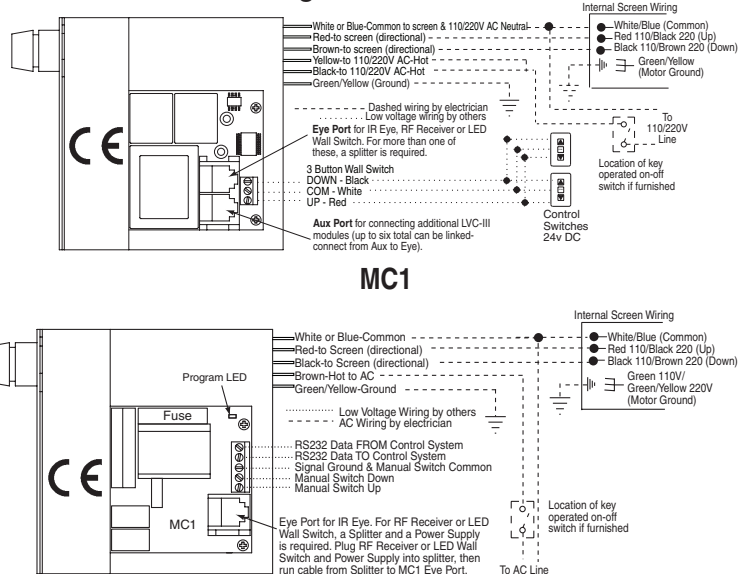 Internal Screen Wiring
White or Blue-Common to screen & 110/220V AC Neutral
Red-to screen (directional)
Brown-to screen (directional)
Yellow-to 110/220V AC-Hot
Black-to 110/220V AC-Hot
Green/Yellow (Ground)
White/Blue (Common)
Red 110/Black 220 (Up)
Black 110/Brown 220 (Down)
Green/Yellow
(Motor Ground)
Dashed wiring by electrician
Low voltage wiring by others
Eye Port for IR Eye, RF Receiver or LED
Wall Switch. For more than one of
these, a splitter is required.
To
110/220V
Line
Location of key
operated on-off
switch if furnished
CE
3 Button Wall Switch
DOWN - Black
COM - White
UP - Red
Control
Switches
24v DC
Aux Port for connecting additional LVC-III
modules (up to six total can be linked-
connect from Aux to Eye).
MC1
Internal Screen Wiring
White or Blue-Common
Red-to Screen (directional)
Black-to Screen (directional)
Brown-Hot to AC
Green/Yellow-Ground
White/Blue (Common)
Red 110/Black 220 (Up)
Black 110/Brown 220 (Down)
Green 110V/
Green/Yellow 220V
(Motor Ground)
Program LED
Fuse
Low Voltage Wiring by others
AC Wiring by electrician
RS232 Data FROM Control System
RS232 Data TO Control System
Signal Ground & Manual Switch Common
Manual Switch Down
Manual Switch Up
CE
MC1
Eye Port for IR Eye. For RF Receiver or LED
Wall Switch, a Splitter and a Power Supply
is required. Plug RF Receiver or LED Wall
Switch and Power Supply into splitter, then
run cable from Splitter to MC1 Eye Port.
Location of key
operated on-off
switch if furnished
To AC Line